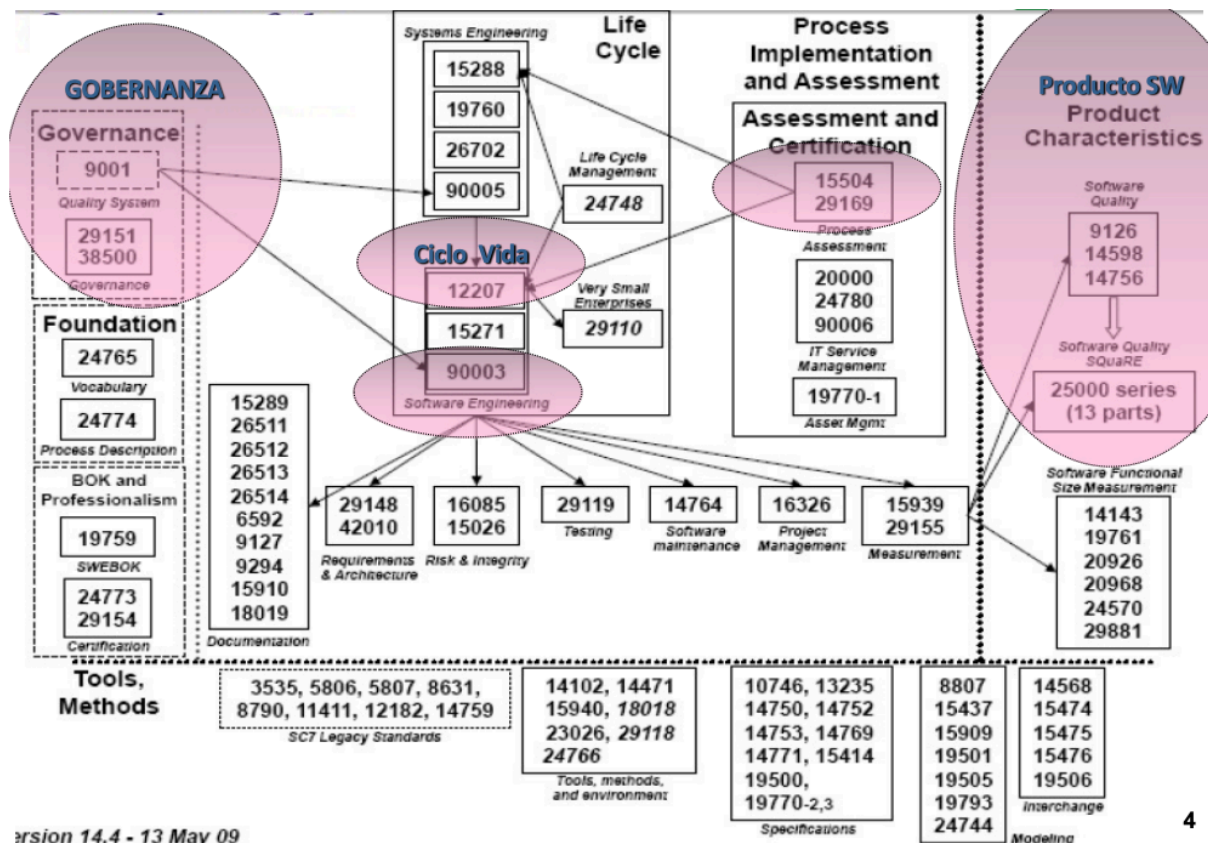 GOBERNANZA
Governance
9001
Quality System
29151
38500
Governance
Foundation
24765
Vocabulary
24774
Process Description
BOK and
Professionalism
19759
SWEBOK
24773
29154
Certification
Life
Cycle
Systems Engineering
15288
19760
26702
90005
Life Cycle
Management
24748
Ciclo Vida
12207
15271
90003
Software Engineering
Very Small
Enterprises
29110
Process
Implementation
and Assessment
Assessment and
Certification
15504
29169
Process
Assessment
20000
24780
90006
IT Service
Management
19770-1
Asset Mgmt
Producto SW
Product
Characteristics
Software
Quality
9126
14598
14756
Software Quality
SQuaRE
25000 series
(13 parts)
Software Functional
Size Measurement
14143
19761
20926
20968
24570
29881
15289
26511
26512
26513
26514
6592
9127
9294
15910
18019
Documentation
29148
42010
Requirements
& Architecture
16085
15026
Risk & Integrity
29119
Testing
14764
Software
maintenance
16326
Project
Management
15939
29155
Measurement
Tools,
Methods
3535, 5806, 5807, 8631,
8790, 11411, 12182, 14759
SC7 Legacy Standards
14102, 14471
15940, 18018
23026, 29118
24766
Tools, methods,
and environment
10746, 13235
14750, 14752
14753, 14769
14771, 15414
19500,
19770-2,3
Specifications
8807
15437
15909
19501
19505
19793
24744
Modeling
14568
15474
15475
15476
19506
Interchange
ersion 14.4 - 13 May 09
4